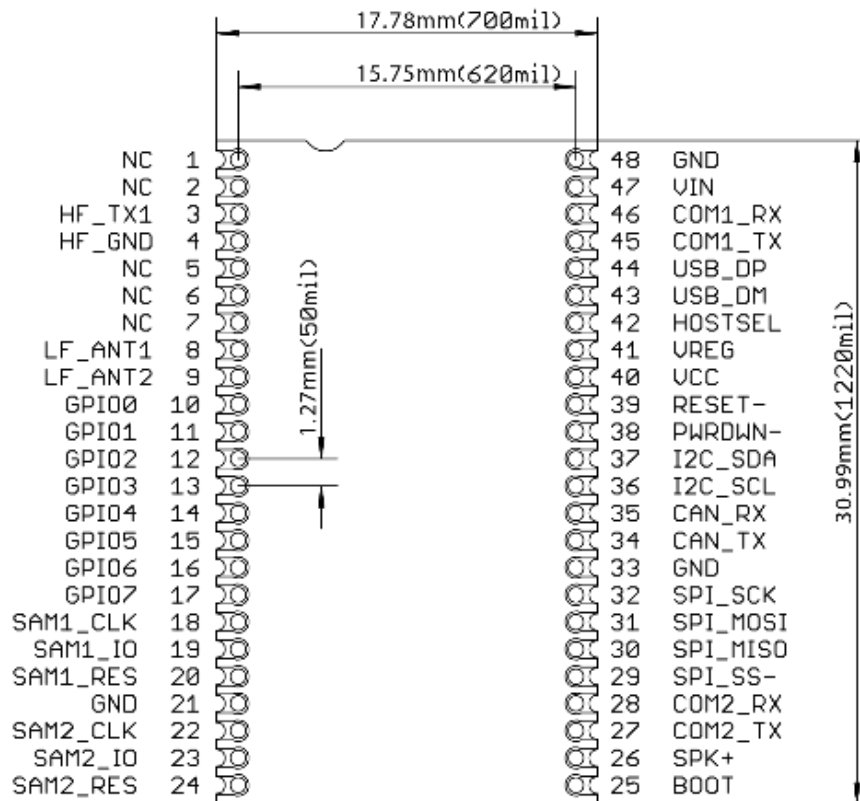 17.78mm(700mil)
15.75mm(620mil)
NC 1 48 GND
NC 2 47 VIN
HF_TX1 3 46 COM1_RX
HF_GND 4 45 COM1_TX
NC 5 44 USB_DP
NC 6 43 USB_DM
NC 7 42 HOSTSEL
LF_ANT1 8 41 VREG
LF_ANT2 9 40 VCC
GPIO0 10 39 RESET-
GPIO1 11 38 PWRDWN-
GPIO2 12 37 I2C_SDA
GPIO3 13 36 I2C_SCL
GPIO4 14 35 CAN_RX
GPIO5 15 34 CAN_TX
GPIO6 16 33 GND
GPIO7 17 32 SPI_SCK
SAM1_CLK 18 31 SPI_MOSI
SAM1_IO 19 30 SPI_MISO
SAM1_RES 20 29 SPI_SS-
GND 21 28 COM2_RX
SAM2_CLK 22 27 COM2_TX
SAM2_IO 23 26 SPK+
SAM2_RES 24 25 BOOT
1.27mm(50mil)
30.99mm(1220mil)